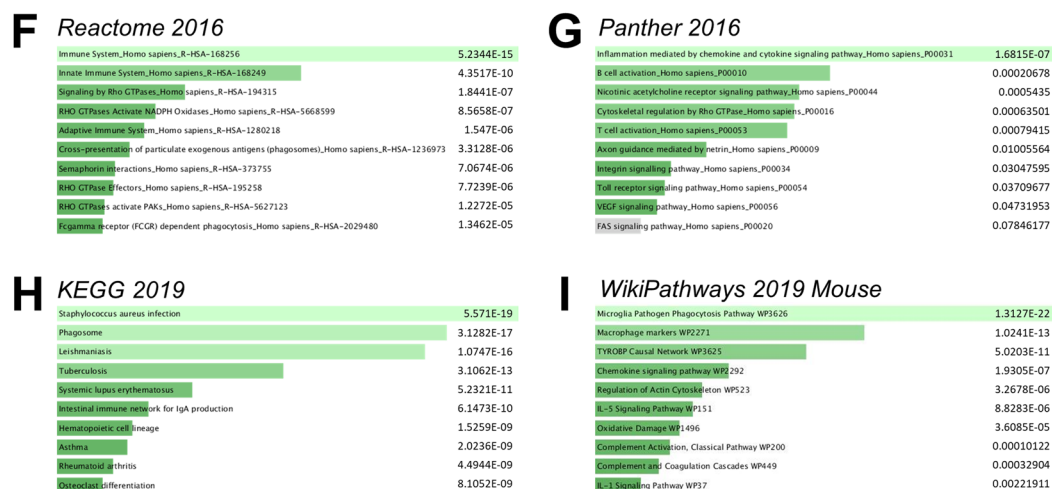 F Reactome 2016
Immune System_Homo sapiens_R-HSA-168256 5.2344E-15
Innate Immune System_Homo sapiens_R-HSA-168249 4.3517E-10
Signaling by Rho GTPases_Homo sapiens_R-HSA-194315 1.8441E-07
RHO GTPases Activate NADPH Oxidases_Homo sapiens_R-HSA-5668599 8.5658E-07
Adaptive Immune System_Homo sapiens_R-HSA-1280218 1.547E-06
Cross-presentation of particulate exogenous antigens (phagosomes)_Homo sapiens_R-HSA-1236973 3.3128E-06
Semaphorin interactions_Homo sapiens_R-HSA-373755 7.0674E-06
RHO GTPase Effectors_Homo sapiens_R-HSA-195258 7.7239E-06
RHO GTPases activate PAKs_Homo sapiens_R-HSA-5627123 1.2272E-05
Fcgamma receptor (FCGR) dependent phagocytosis_Homo sapiens_R-HSA-2029480 1.3462E-05
G Panther 2016
Inflammation mediated by chemokine and cytokine signaling pathway_Homo sapiens_P00031 1.6815E-07
B cell activation_Homo sapiens_P00010 0.00020678
Nicotinic acetylcholine receptor signaling pathway_Homo sapiens_P00044 0.0005435
Cytoskeletal regulation by Rho GTPase_Homo sapiens_P00016 0.00063501
T cell activation_Homo sapiens_P00053 0.00079415
Axon guidance mediated by netrin_Homo sapiens_P00009 0.01005564
Integrin signalling pathway_Homo sapiens_P00034 0.03047595
Toll receptor signaling pathway_Homo sapiens_P00054 0.03709677
VEGF signaling pathway_Homo sapiens_P00056 0.04731953
FAS signaling pathway_Homo sapiens_P00020 0.07846177
H KEGG 2019
Staphylococcus aureus infection 5.571E-19
Phagosome 3.1282E-17
Leishmaniasis 1.0747E-16
Tuberculosis 3.1062E-13
Systemic lupus erythematosus 5.2321E-11
Intestinal immune network for IgA production 6.1473E-10
Hematopoietic cell lineage 1.5259E-09
Asthma 2.0236E-09
Rheumatoid arthritis 4.4944E-09
Osteoclast differentiation 8.1052E-09
I WikiPathways 2019 Mouse
Microglia Pathogen Phagocytosis Pathway WP3626 1.3127E-22
Macrophage markers WP2271 1.0241E-13
TYROBP Causal Network WP3625 5.0203E-11
Chemokine signaling pathway WP2292 1.9305E-07
Regulation of Actin Cytoskeleton WP523 3.2678E-06
IL-5 Signaling Pathway WP151 8.8283E-06
Oxidative Damage WP1496 3.6085E-05
Complement Activation, Classical Pathway WP200 0.00010122
Complement and Coagulation Cascades WP449 0.00032904
IL-1 Signaling Pathway WP37 0.00221911